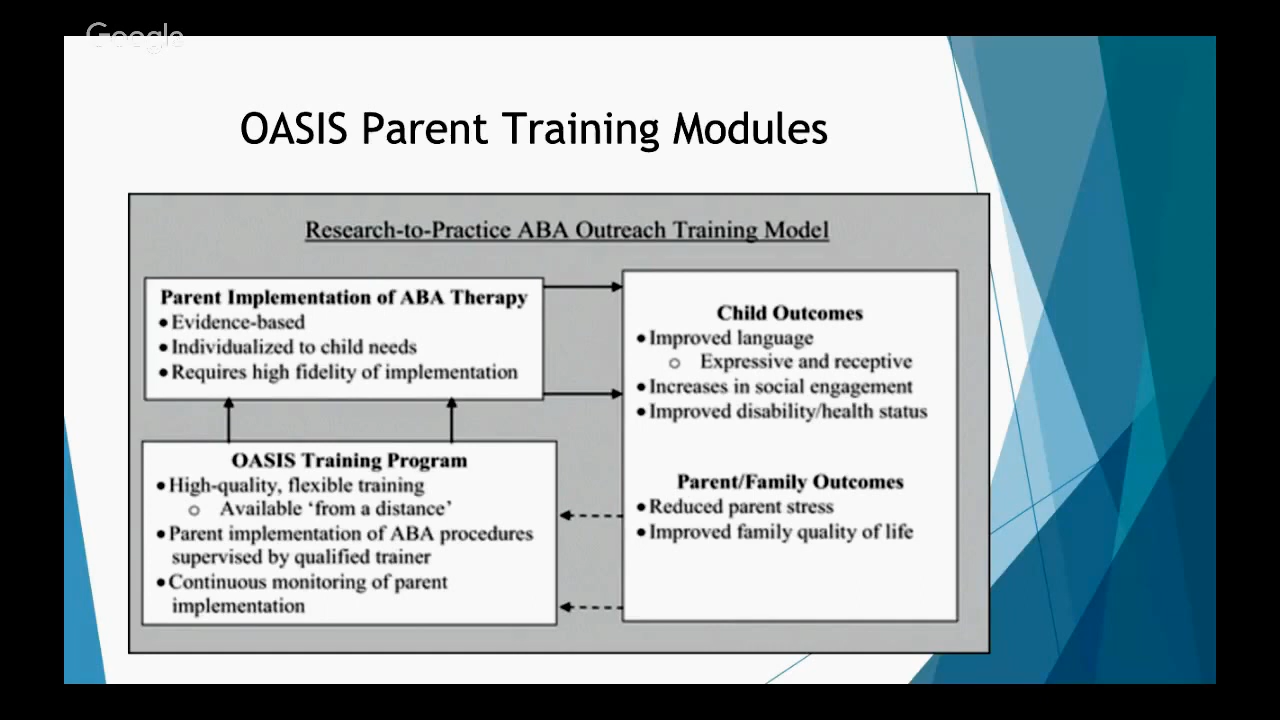 Google
OASIS Parent Training Modules
Research-to-Practice ABA Outreach Training Model
Parent Implementation of ABA Therapy
•Evidence-based
•Individualized to child needs
•Requires high fidelity of implementation
OASIS Training Program
•High-quality, flexible training
o Available ‘from a distance’
•Parent implementation of ABA procedures
supervised by qualified trainer
•Continuous monitoring of parent
implementation
Child Outcomes
•Improved language
o Expressive and receptive
•Increases in social engagement
•Improved disability/health status
Parent/Family Outcomes
•Reduced parent stress
•Improved family quality of life